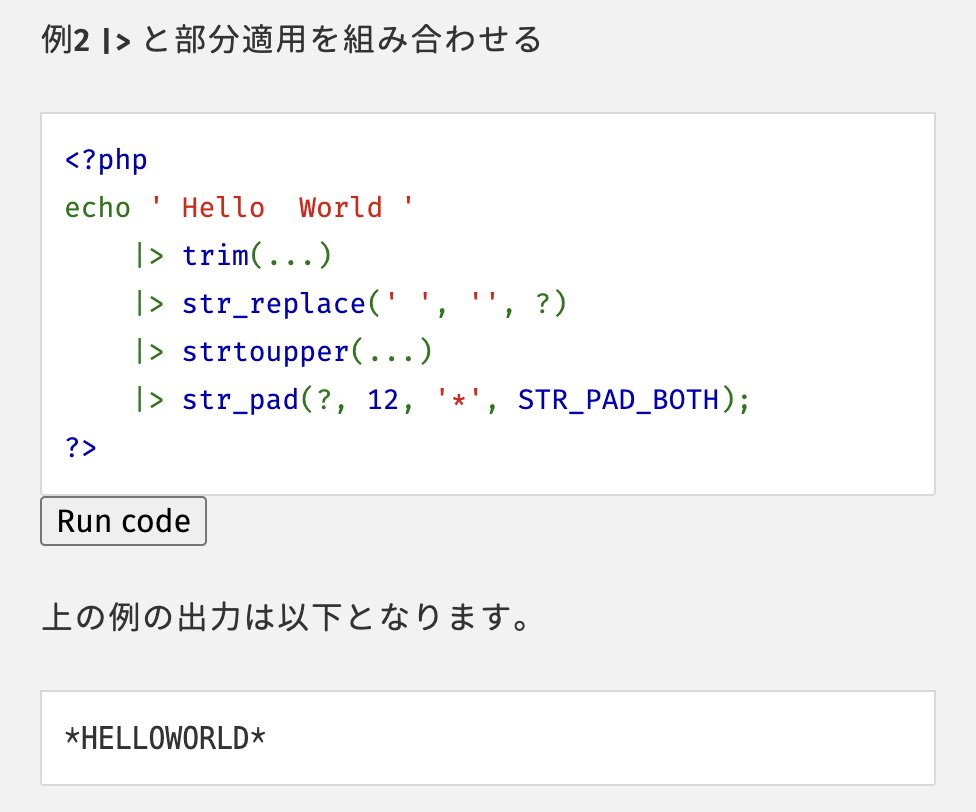 例2 |> と部分適用を組み合わせる
<?php
echo ' Hello  World '
    |> trim(...)
    |> str_replace(' ', '', ?)
    |> strtoupper(...)
    |> str_pad(?, 12, '*', STR_PAD_BOTH);
?>
Run code
上の例の出力は以下となります。
*HELLOWORLD*